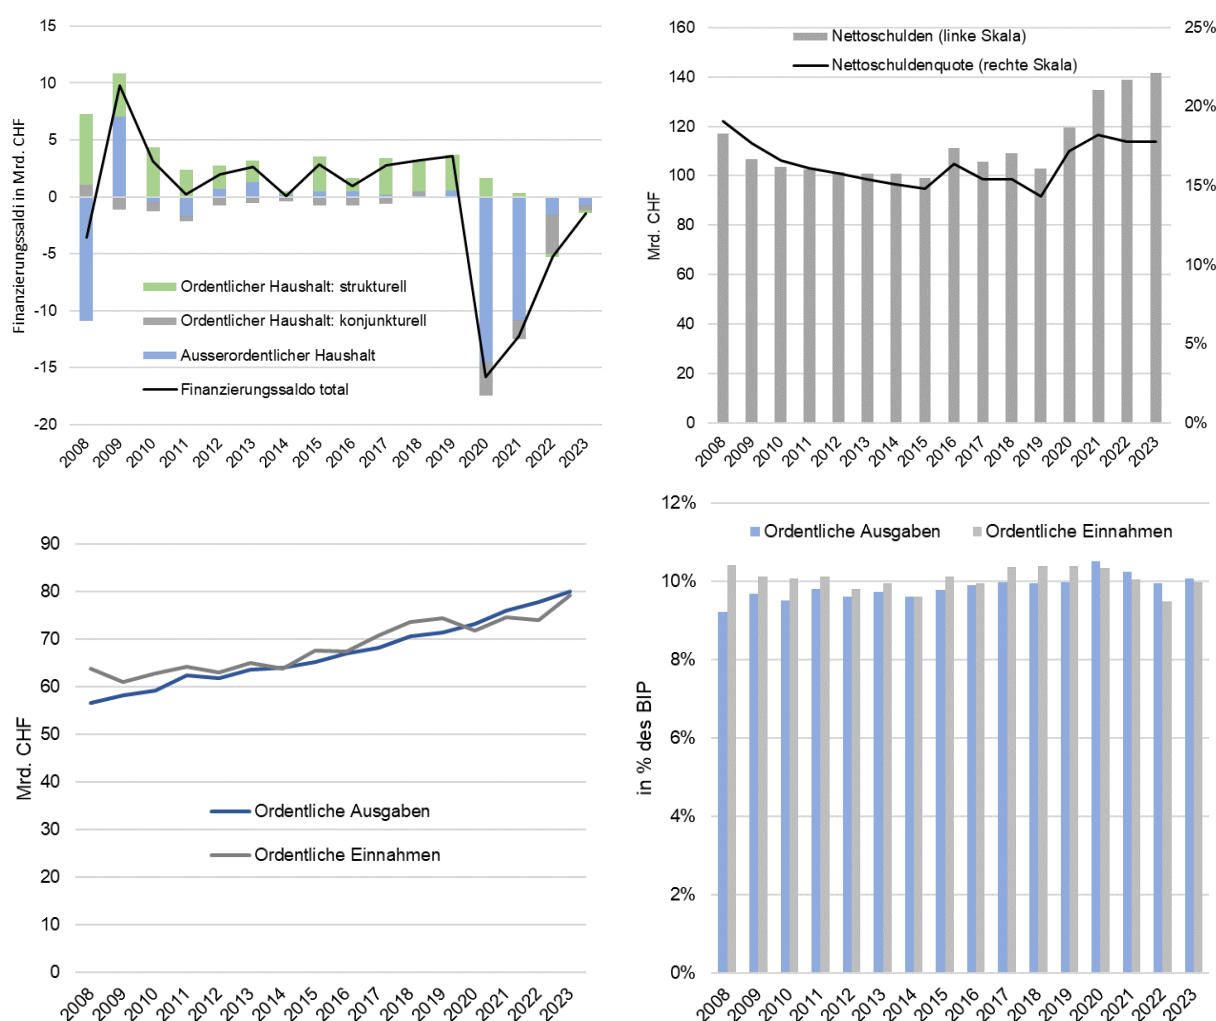 Finanzierungssaldi in Mrd. CHF
15
10
5
0
-5
-10
-15
-20
Ordentlicher Haushalt: strukturell
Ordentlicher Haushalt: konjunkturell
Ausserordentlicher Haushalt
Finanzierungssaldo total
2008 2009 2010 2011 2012 2013 2014 2015 2016 2017 2018 2019 2020 2021 2022 2023
Mrd. CHF
160
140
120
100
80
60
40
20
0
Nettoschulden (linke Skala)
Nettoschuldenquote (rechte Skala)
25%
20%
15%
10%
5%
0%
2008 2009 2010 2011 2012 2013 2014 2015 2016 2017 2018 2019 2020 2021 2022 2023
Mrd. CHF
90
80
70
60
50
40
30
20
10
0
Ordentliche Ausgaben
Ordentliche Einnahmen
2008 2009 2010 2011 2012 2013 2014 2015 2016 2017 2018 2019 2020 2021 2022 2023
in % des BIP
12%
10%
8%
6%
4%
2%
0%
Ordentliche Ausgaben Ordentliche Einnahmen
2008 2009 2010 2011 2012 2013 2014 2015 2016 2017 2018 2019 2020 2021 2022 2023